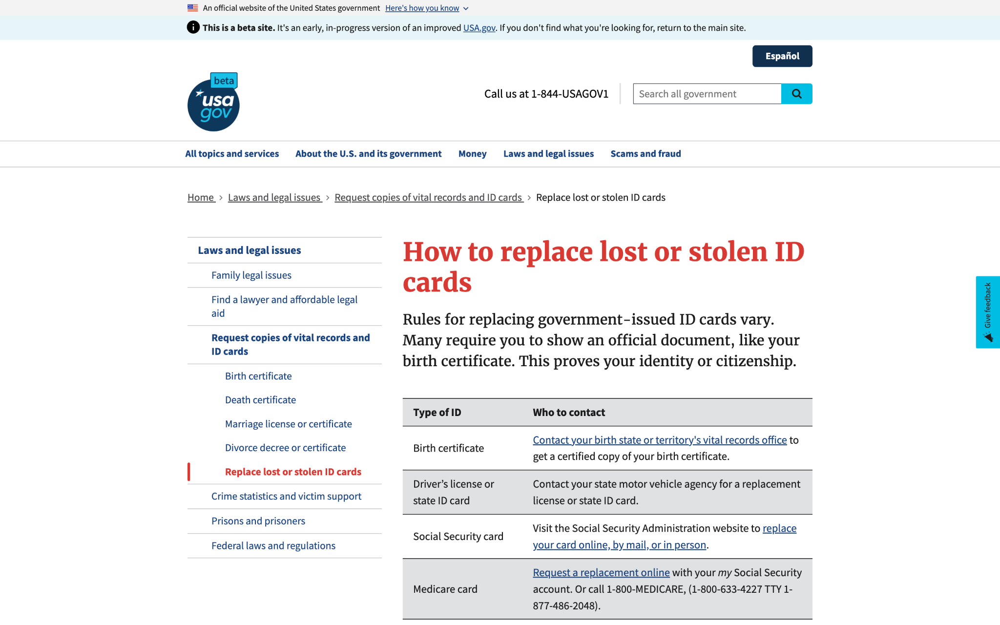 An official website of the United States government Here's how you know
This is a beta site. It's an early, in-progress version of an improved USA.gov. If you don't find what you're looking for, return to the main site.
Español
beta
usa
gov
Call us at 1-844-USAGOV1
Search all government
All topics and services About the U.S. and its government Money Laws and legal issues Scams and fraud
Home > Laws and legal issues > Request copies of vital records and ID cards > Replace lost or stolen ID cards
Laws and legal issues
Family legal issues
Find a lawyer and affordable legal
aid
Request copies of vital records and
ID cards
Birth certificate
Death certificate
Marriage license or certificate
Divorce decree or certificate
Replace lost or stolen ID cards
Crime statistics and victim support
Prisons and prisoners
Federal laws and regulations
How to replace lost or stolen ID
cards
Rules for replacing government-issued ID cards vary.
Many require you to show an official document, like your
birth certificate. This proves your identity or citizenship.
Type of ID Who to contact
Birth certificate
Contact your birth state or territory's vital records office to
get a certified copy of your birth certificate.
Driver’s license or
state ID card
Contact your state motor vehicle agency for a replacement
license or state ID card.
Social Security card
Visit the Social Security Administration website to replace
your card online, by mail, or in person.
Medicare card
Request a replacement online with your my Social Security
account. Or call 1-800-MEDICARE, (1-800-633-4227 TTY 1-
877-486-2048).
Give feedback